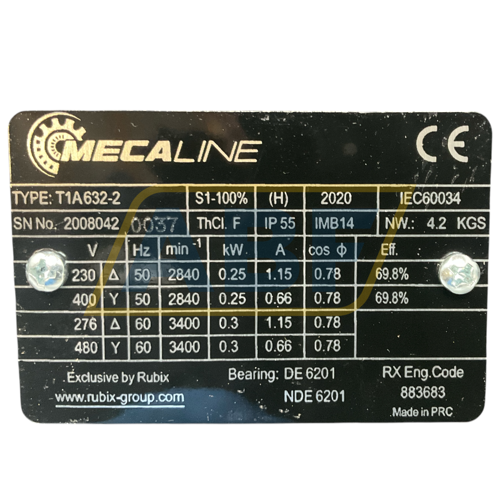 MECALINE CE
TYPE: T1A632-2 S1-100% (H) 2020 IEC60034
SN No. 2008042 0037 ThCl. F IP 55 IMB14 NW.: 4.2 KGS
V Hz min⁻¹ kW A cos ϕ Eff.
230 Δ 50 2840 0.25 1.15 0.78 69.8%
400 Y 50 2840 0.25 0.66 0.78 69.8%
276 Δ 60 3400 0.3 1.15 0.78
480 Y 60 3400 0.3 0.66 0.78
Exclusive by Rubix Bearing: DE 6201 RX Eng.Code
www.rubix-group.com NDE 6201 883683
Made in PRC